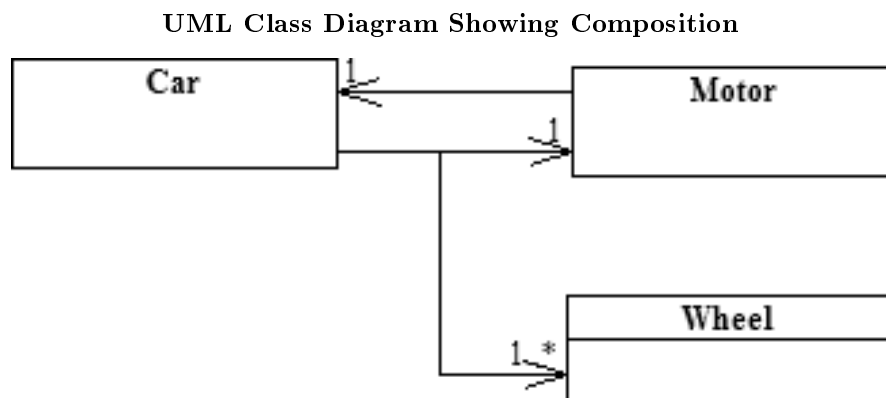 UML Class Diagram Showing Composition
Car
1
Motor
1
Wheel
1..*